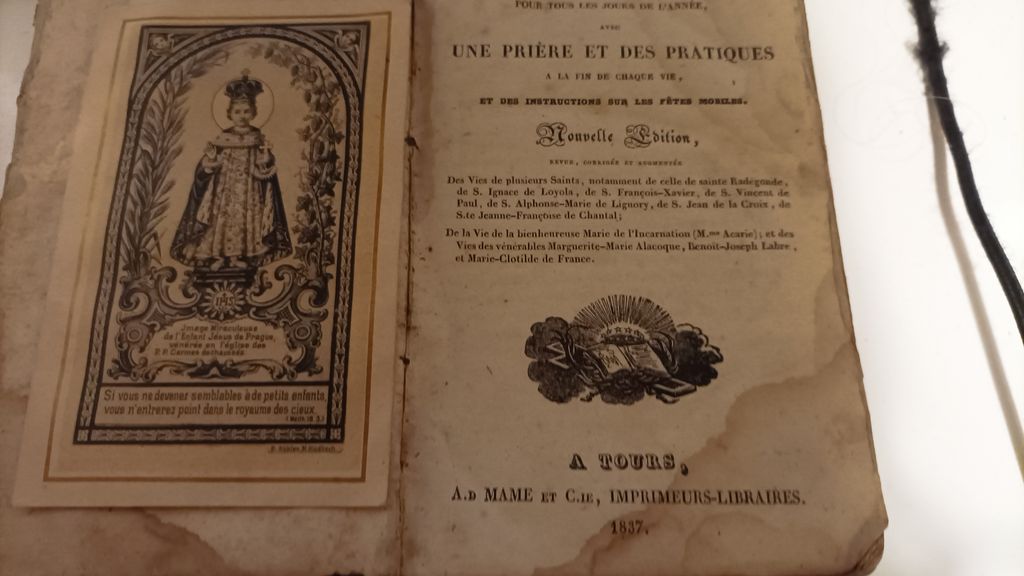 IHS
Image Miraculeuse
de l'Enfant Jésus de Prague,
vénérée en l'église des
P. P. Carmes déchaussés
Si vous ne devenez semblables à de petits enfants,
vous n'entrerez point dans le royaume des cieux.
POUR TOUS LES JOURS DE L'ANNÉE,
AVEC
UNE PRIÈRE ET DES PRATIQUES
A LA FIN DE CHAQUE VIE,
ET DES INSTRUCTIONS SUR LES FÊTES MOBILES.
Nouvelle Edition,
REVUE, CORRIGÉE ET AUGMENTÉE
Des Vies de plusieurs Saints, notamment de celle de sainte Radegonde,
de S. Ignace de Loyola, de S. François-Xavier, de S. Vincent de
Paul, de S. Alphonse-Marie de Liguory, de S. Jean de la Croix, de
S.te Jeanne-Françoise de Chantal;
De la Vie de la bienheureuse Marie de l'Incarnation (M.me Acarie); et des
Vies des vénérables Marguerite-Marie Alacoque, Benoît-Joseph Labre,
et Marie-Clotilde de France.
A TOURS,
A.D MAME ET C.IE, IMPRIMEURS-LIBRAIRES.
1837.